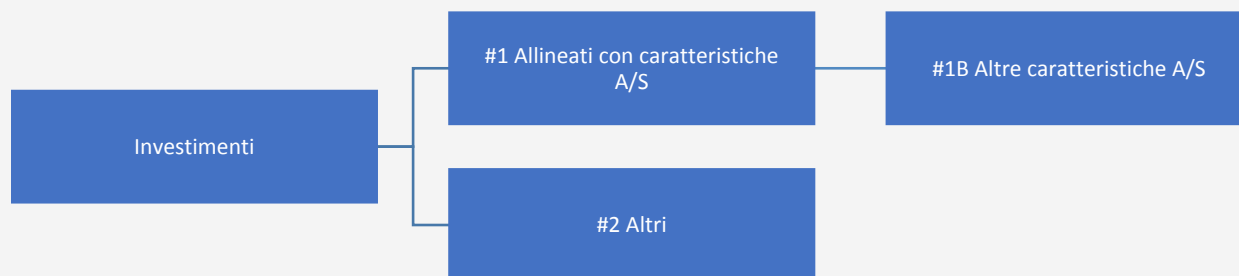 Investimenti
#1 Allineati con caratteristiche
A/S
#1B Altre caratteristiche A/S
#2 Altri